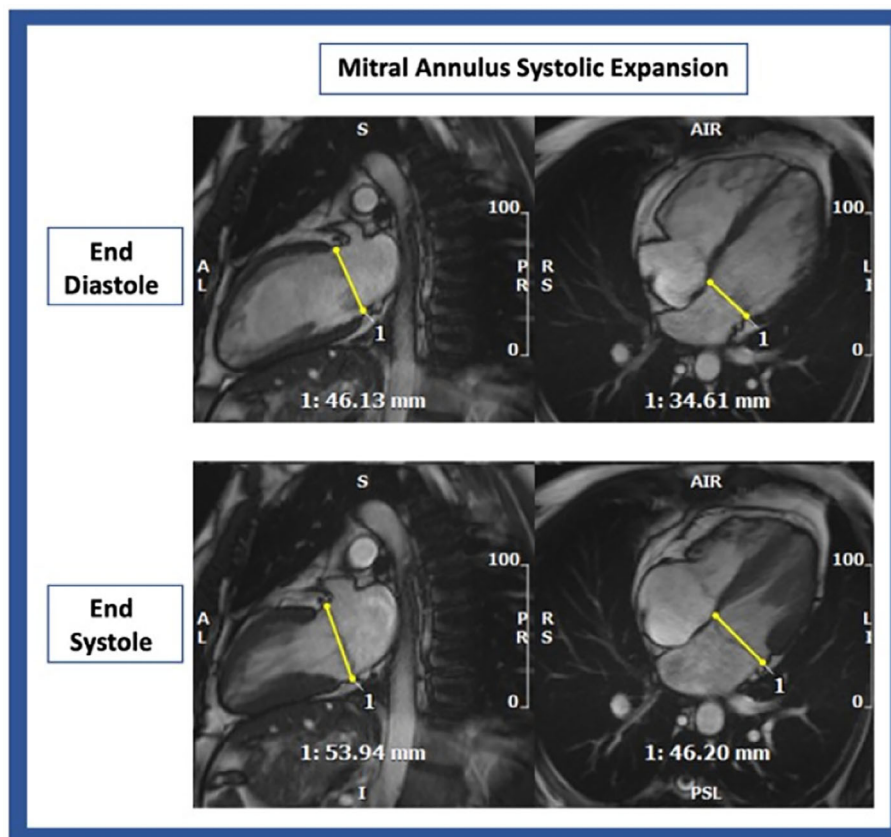 Mitral Annulus Systolic Expansion
End
Diastole
S
A
L
P
R
100
0
1
1: 46.13 mm
AIR
R
S
L
I
100
0
1
1: 34.61 mm
End
Systole
S
A
L
P
R
100
0
1
1: 53.94 mm
I
AIR
R
S
L
I
100
0
1
1: 46.20 mm
PSL